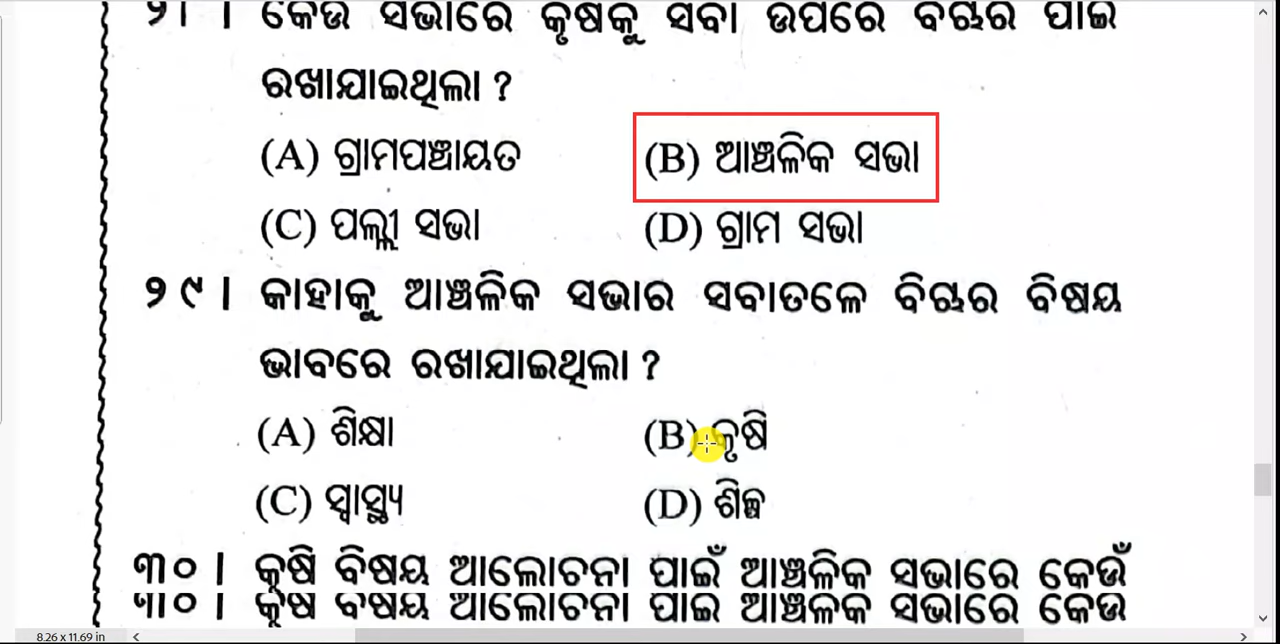 କେଉଁ ସଭାରେ କୃଷକୁ ସବା ଉପରେ ବିଚାର ପାଇଁ
ରଖାଯାଇଥିଲା ?
(A) ଗ୍ରାମପଞ୍ଚାୟତ (B) ଆଞ୍ଚଳିକ ସଭା
(C) ପଲ୍ଲୀ ସଭା (D) ଗ୍ରାମ ସଭା
୨୯। କାହାକୁ ଆଞ୍ଚଳିକ ସଭାର ସବାତଳେ ବିଚାର ବିଷୟ
ଭାବରେ ରଖାଯାଇଥିଲା ?
(A) ଶିକ୍ଷା (B) କୃଷି
(C) ସ୍ୱାସ୍ଥ୍ୟ (D) ଶିଳ୍ପ
୩୦। କୃଷି ବିଷୟ ଆଲୋଚନା ପାଇଁ ଆଞ୍ଚଳିକ ସଭାରେ କେଉଁ
8.26 x 11.69 in